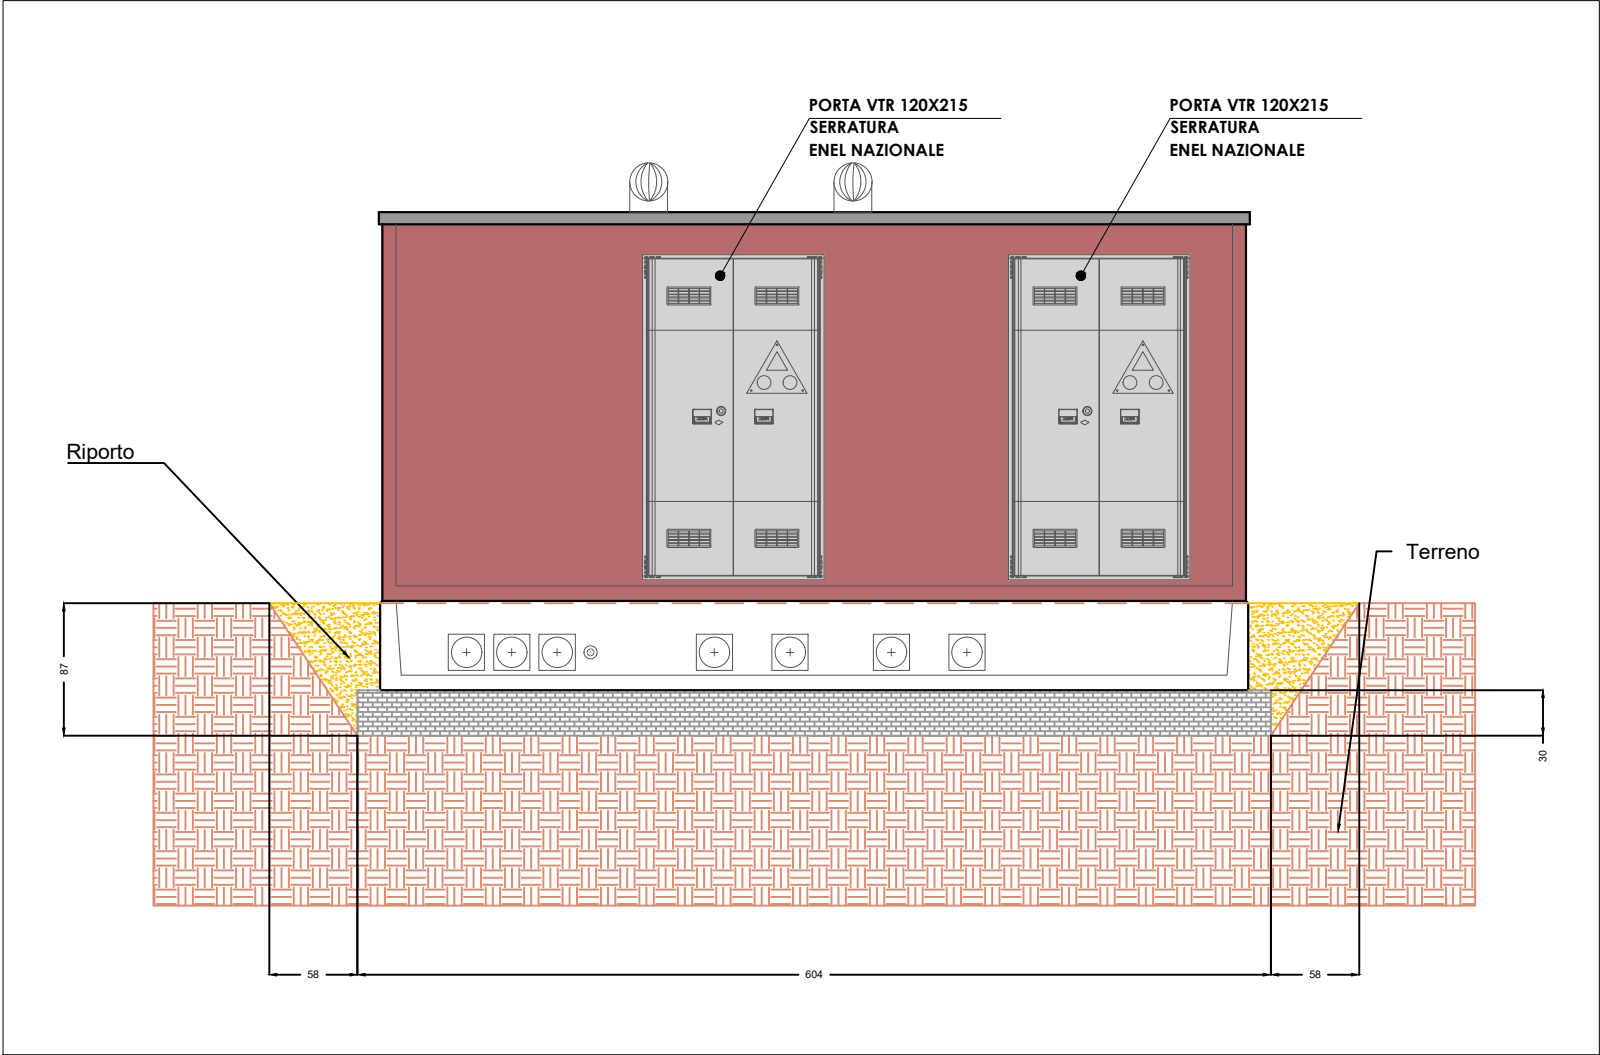 PORTA VTR 120X215
SERRATURA
ENEL NAZIONALE
PORTA VTR 120X215
SERRATURA
ENEL NAZIONALE
Riporto
Terreno
87
30
58
604
58